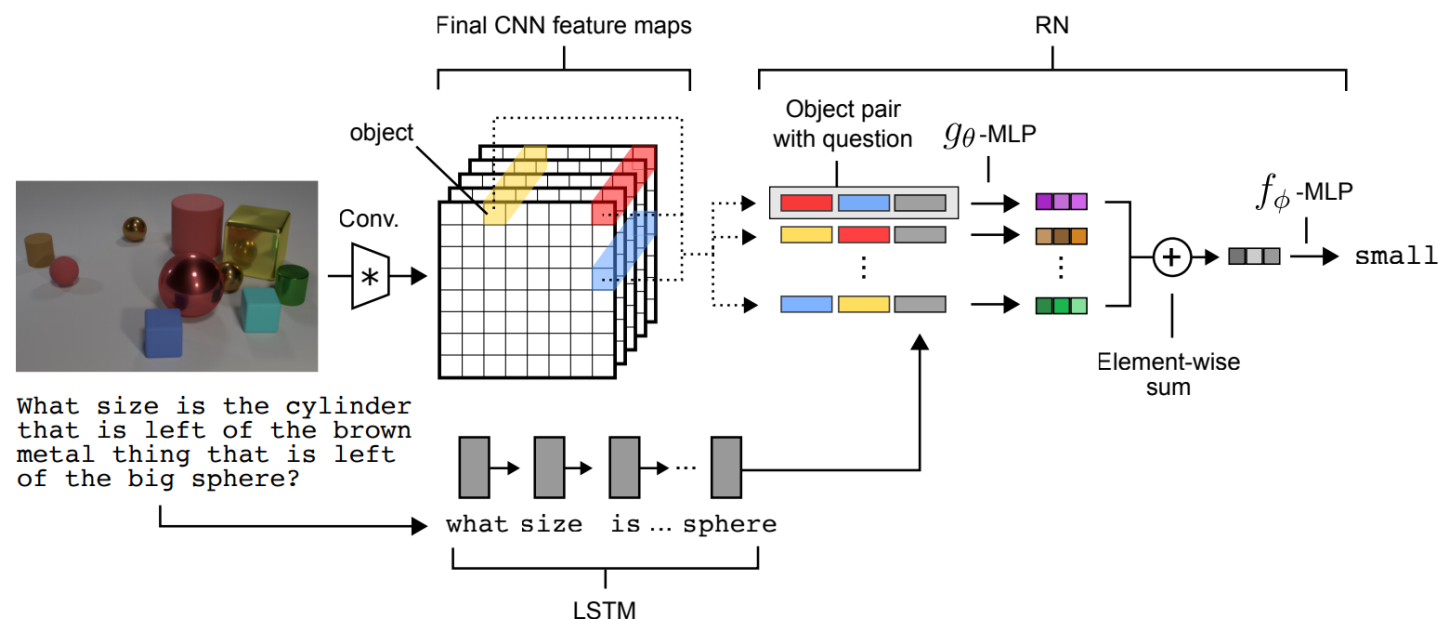 Final CNN feature maps
RN
object
Object pair
with question
gθ-MLP
fϕ-MLP
Conv.
*
+
small
Element-wise
sum
What size is the cylinder
that is left of the brown
metal thing that is left
of the big sphere?
what size is ... sphere
LSTM